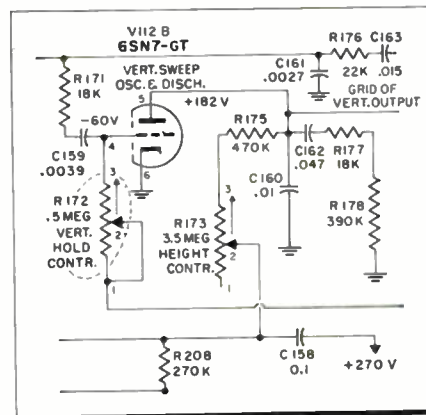 V112 B
6SN7-GT
VERT. SWEEP
OSC. & DISCH.
5
+182 V
R171
18K
-60V
4
C159
.0039
6
R172
.5 MEG
VERT.
HOLD
CONTR.
3
2
1
R176
22K
C163
.015
C161
.0027
GRID OF
VERT.OUTPUT
R175
470K
C162
.047
R177
18K
C160
.01
R178
390K
R173
3.5 MEG
HEIGHT
CONTR.
3
2
1
R208
270K
C158
0.1
+270 V